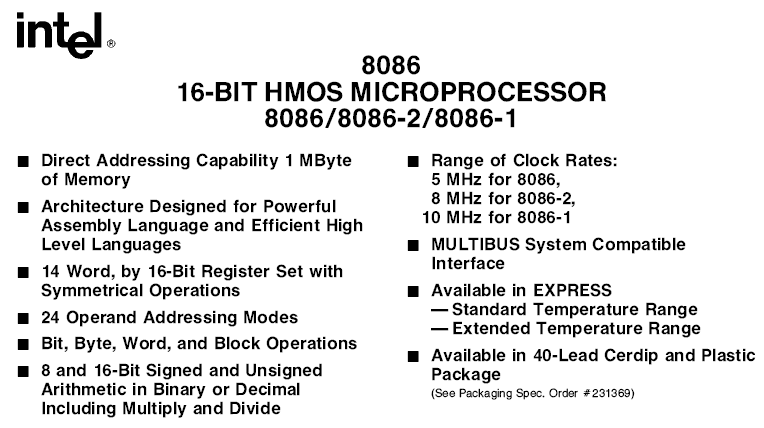 intel®
8086
16-BIT HMOS MICROPROCESSOR
8086/8086-2/8086-1
■ Direct Addressing Capability 1 MByte
of Memory
■ Architecture Designed for Powerful
Assembly Language and Efficient High
Level Languages
■ 14 Word, by 16-Bit Register Set with
Symmetrical Operations
■ 24 Operand Addressing Modes
■ Bit, Byte, Word, and Block Operations
■ 8 and 16-Bit Signed and Unsigned
Arithmetic in Binary or Decimal
Including Multiply and Divide
■ Range of Clock Rates:
5 MHz for 8086,
8 MHz for 8086-2,
10 MHz for 8086-1
■ MULTIBUS System Compatible
Interface
■ Available in EXPRESS
— Standard Temperature Range
— Extended Temperature Range
■ Available in 40-Lead Cerdip and Plastic
Package
(See Packaging Spec. Order #231369)